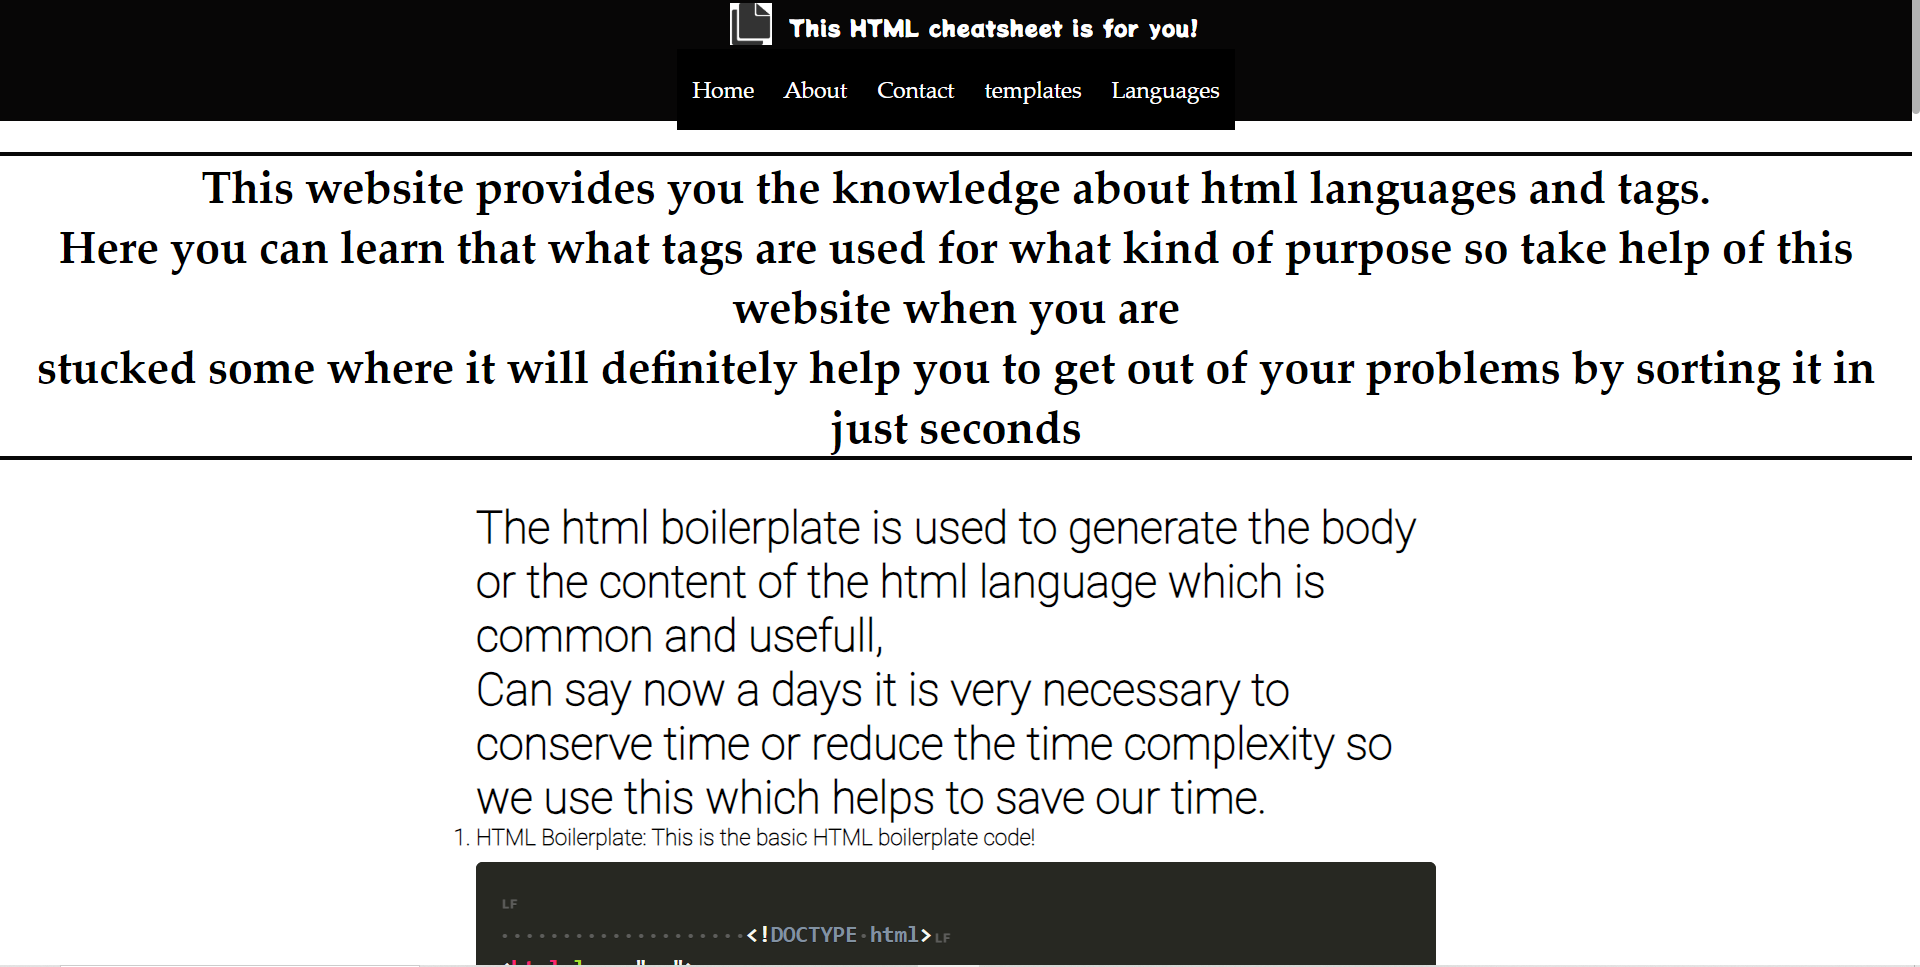 This HTML cheatsheet is for you!
Home About Contact templates Languages
This website provides you the knowledge about html languages and tags.
Here you can learn that what tags are used for what kind of purpose so take help of this
website when you are
stucked some where it will definitely help you to get out of your problems by sorting it in
just seconds
The html boilerplate is used to generate the body
or the content of the html language which is
common and usefull,
Can say now a days it is very necessary to
conserve time or reduce the time complexity so
we use this which helps to save our time.
1. HTML Boilerplate: This is the basic HTML boilerplate code!
LF
····················<!DOCTYPE·html>LF